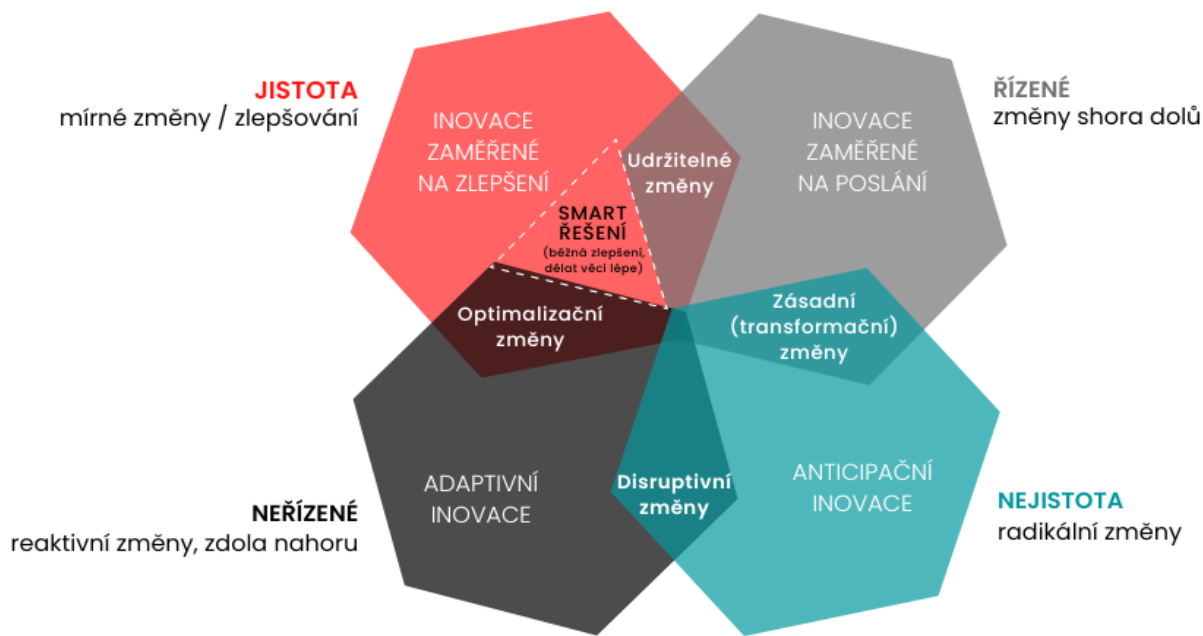 JISTOTA
mírné změny / zlepšování
INOVACE
ZAMĚŘENÉ
NA ZLEPŠENÍ
INOVACE
ZAMĚŘENÉ
NA POSLÁNÍ
ŘÍZENÉ
změny shora dolů
Udržitelné
změny
SMART
ŘEŠENÍ
(běžná zlepšení,
dělat věci lépe)
Optimalizační
změny
Zásadní
(transformační)
změny
ADAPTIVNÍ
INOVACE
Disruptivní
změny
ANTICIPAČNÍ
INOVACE
NEŘÍZENÉ
reaktivní změny, zdola nahoru
NEJISTOTA
radikální změny